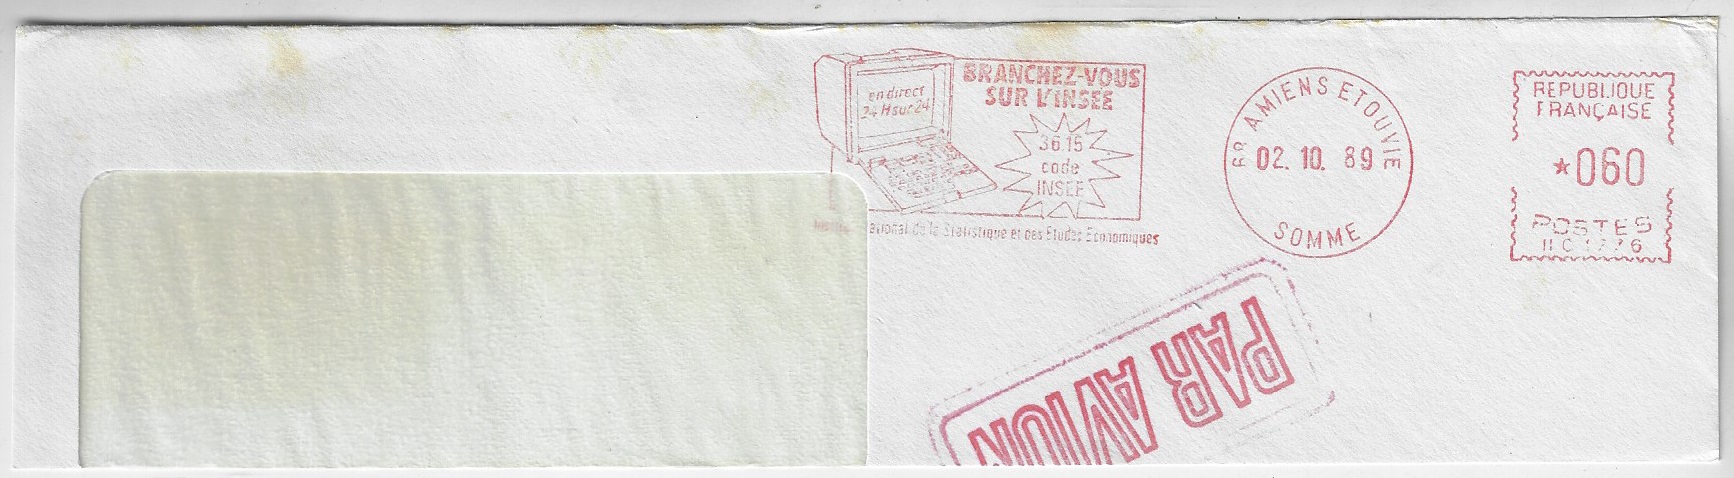 BRANCHEZ-VOUS
SUR L'INSEE
en direct
24 H sur 24
36.15
code
INSEE
ational de la Statistique et des Etudes Economiques
AMIENS ETOUVIE
02. 10. 89
SOMME
REPUBLIQUE
FRANÇAISE
*060
POSTES
PAR AVION